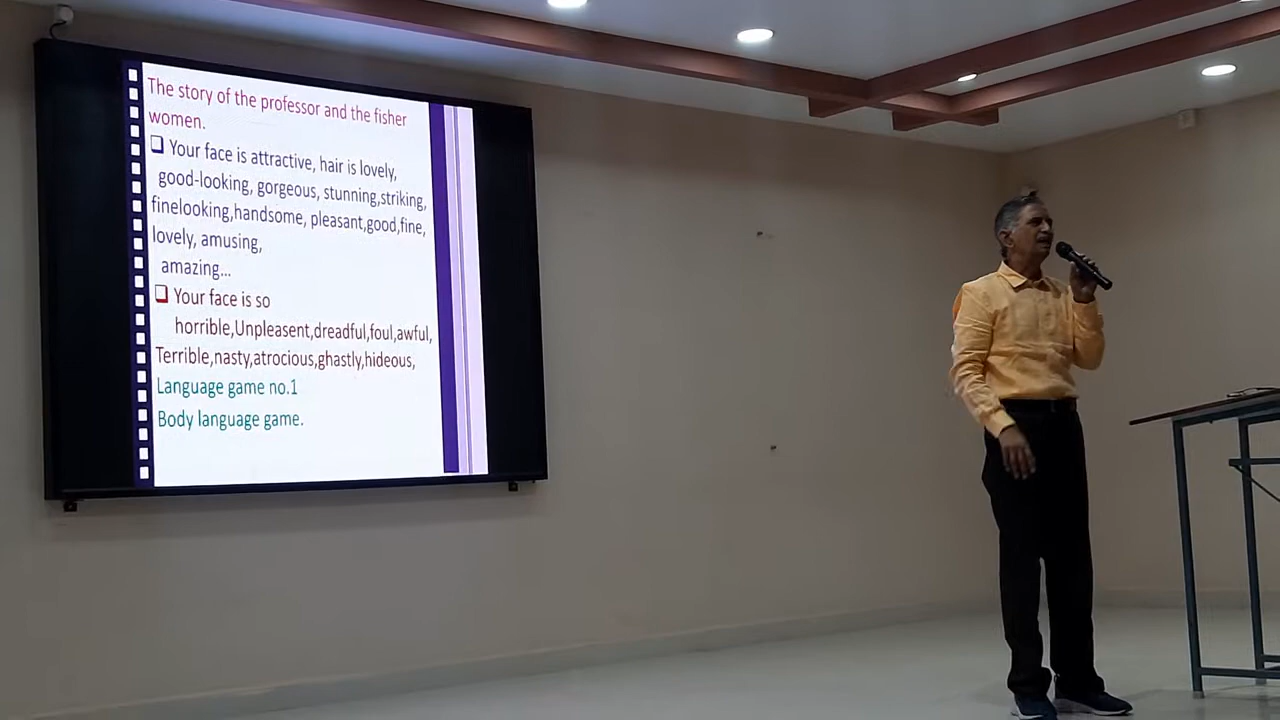 The story of the professor and the fisher
women.
Your face is attractive, hair is lovely,
good-looking, gorgeous, stunning,striking,
finelooking,handsome, pleasant,good,fine,
lovely, amusing,
amazing...
Your face is so
horrible,Unpleasent,dreadful,foul,awful,
Terrible,nasty,atrocious,ghastly,hideous,
Language game no.1
Body language game.